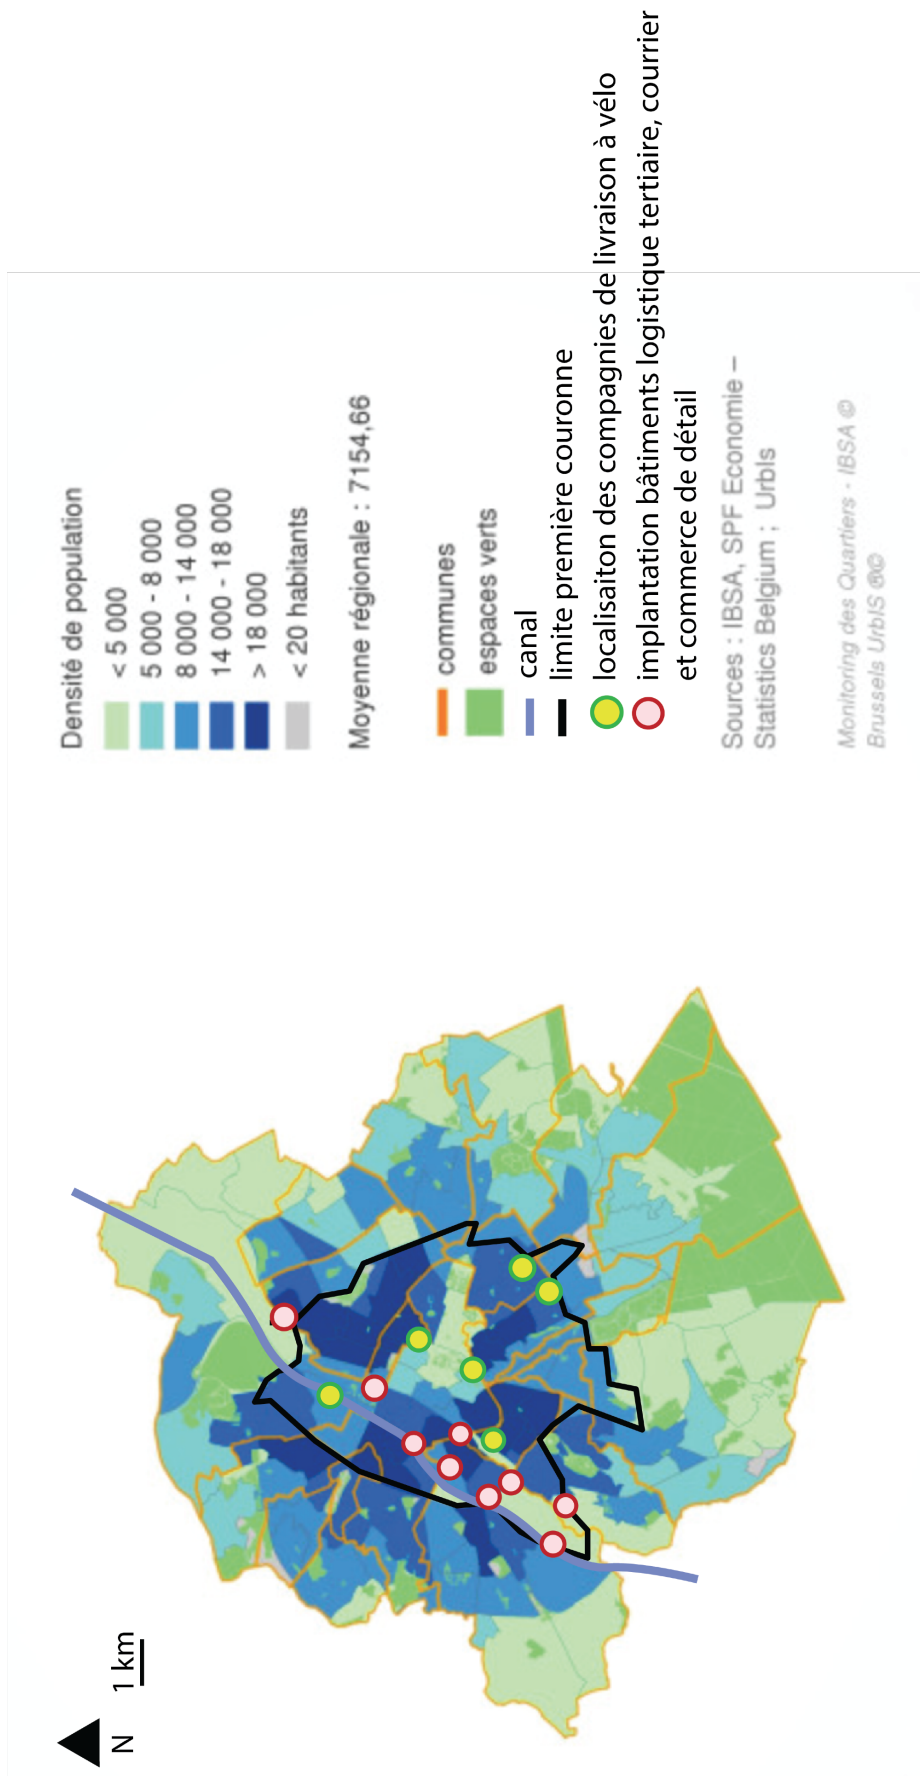 N
1 km
Densité de population
< 5 000
5 000 - 8 000
8 000 - 14 000
14 000 - 18 000
> 18 000
< 20 habitants
Moyenne régionale : 7154,66
communes
espaces verts
canal
limite première couronne
localisaiton des compagnies de livraison à vélo
implantation bâtiments logistique tertiaire, courrier
et commerce de détail
Sources : IBSA, SPF Economie –
Statistics Belgium ; UrbIs
Monitoring des Quartiers - IBSA ©
Brussels UrbIS ®©